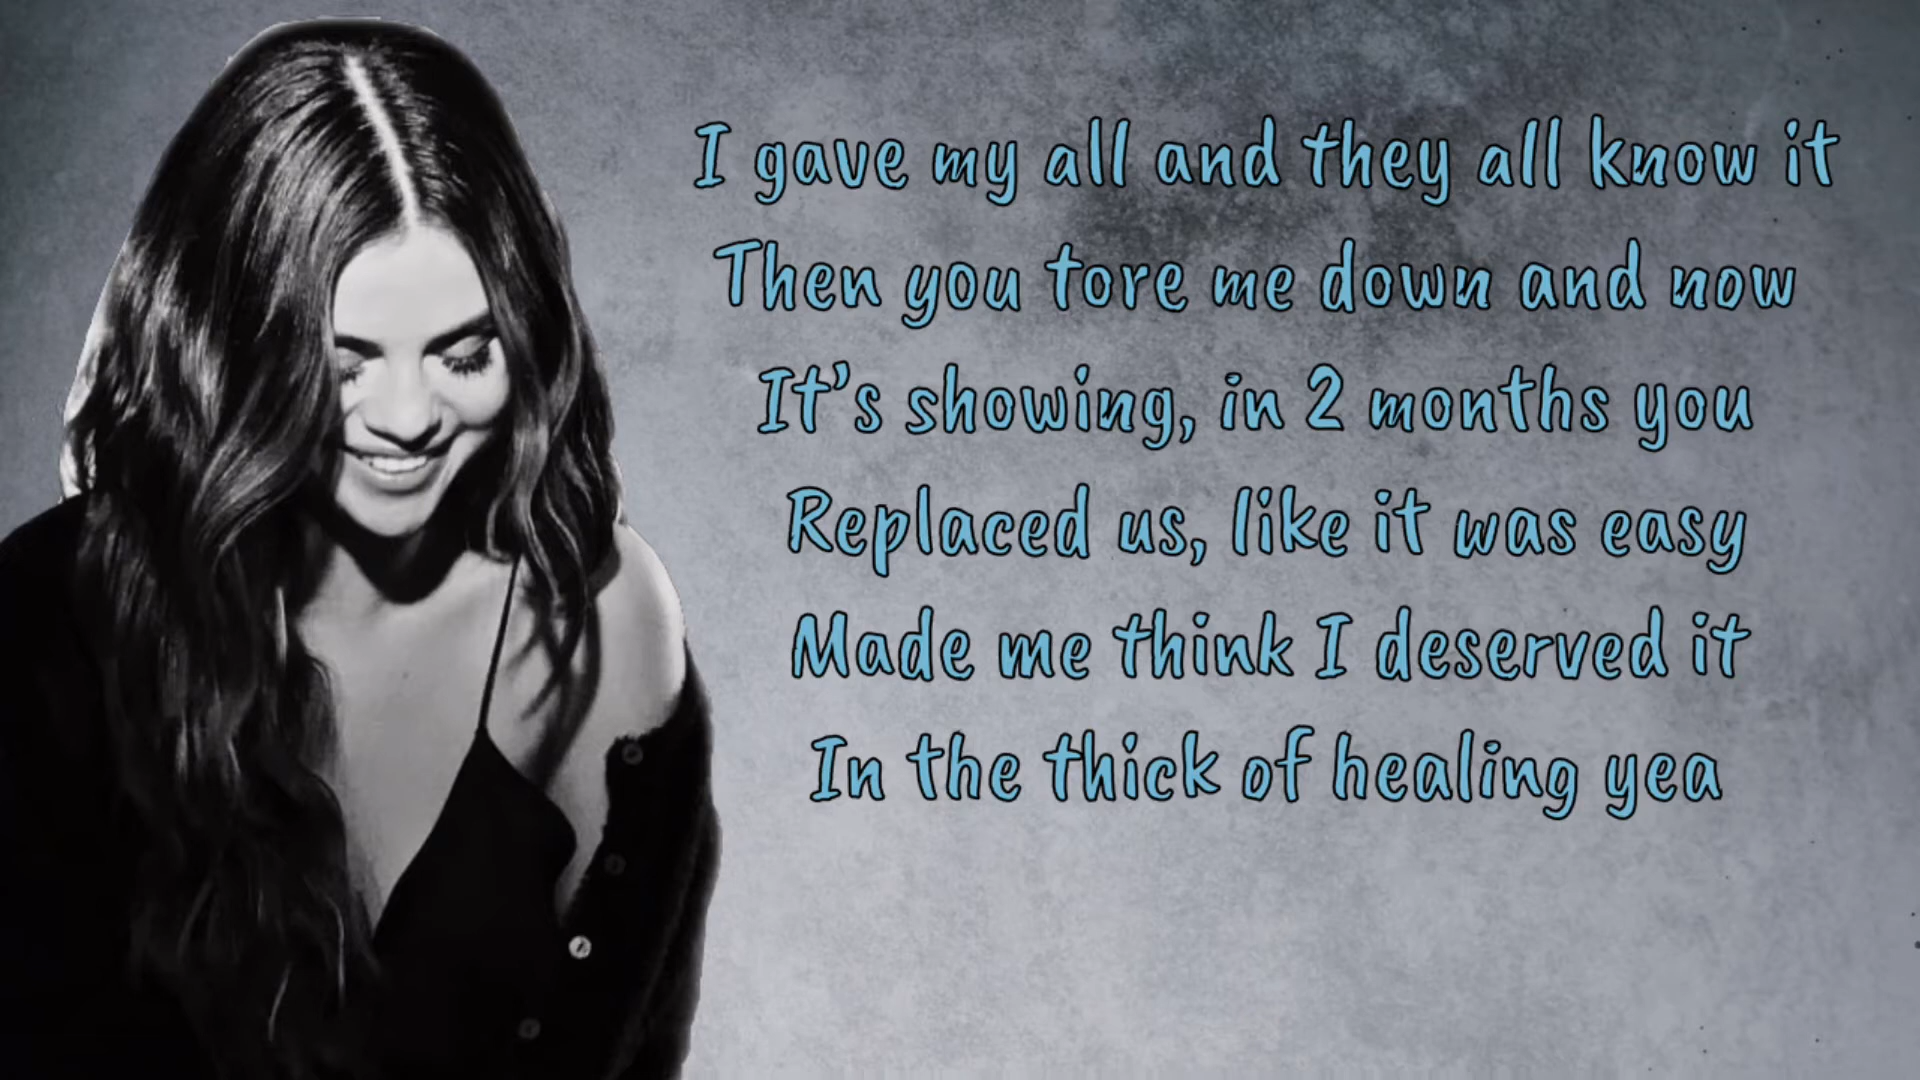 I gave my all and they all know it
Then you tore me down and now
It's showing, in 2 months you
Replaced us, like it was easy
Made me think I deserved it
In the thick of healing yea